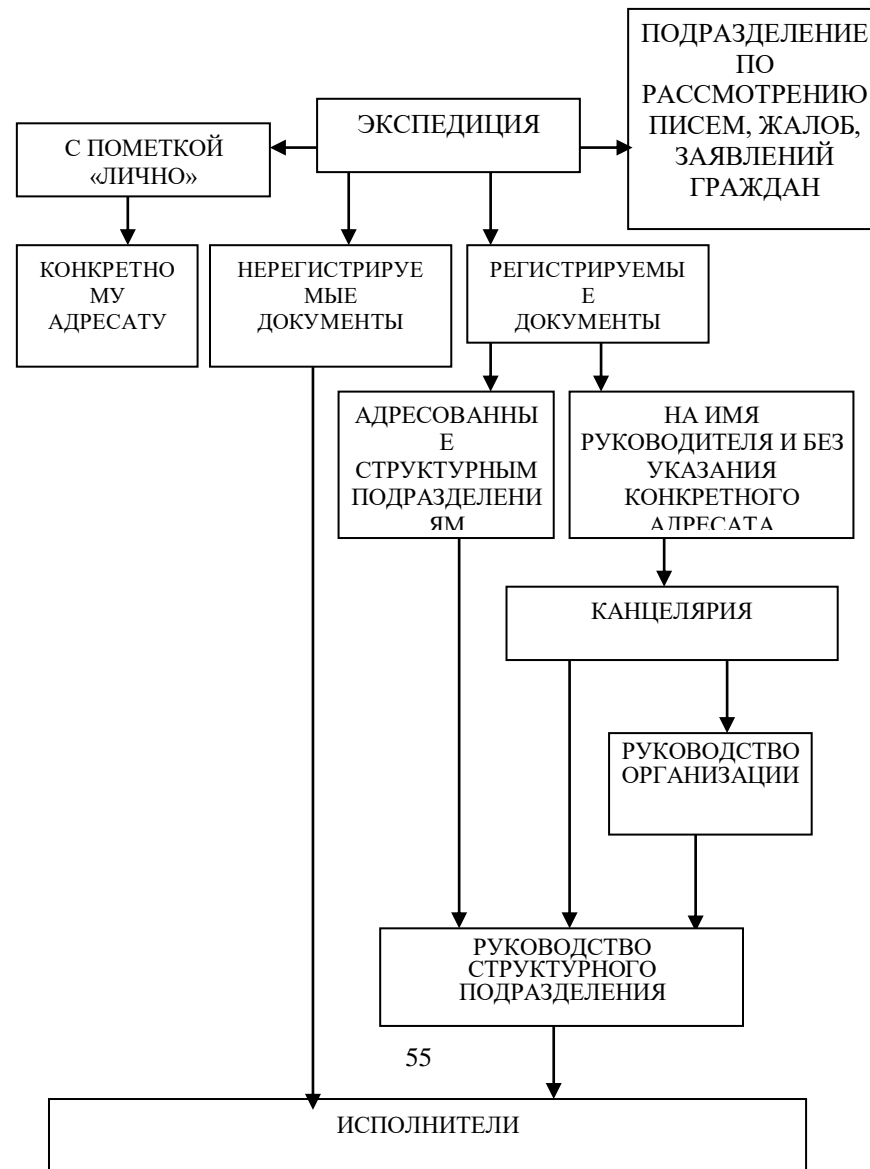 ПОДРАЗДЕЛЕНИЕ
ПО
РАССМОТРЕНИЮ
ПИСЕМ, ЖАЛОБ,
ЗАЯВЛЕНИЙ
ГРАЖДАН
ЭКСПЕДИЦИЯ
С ПОМЕТКОЙ
«ЛИЧНО»
КОНКРЕТНО
МУ
АДРЕСАТУ
НЕРЕГИСТРИРУЕ
МЫЕ
ДОКУМЕНТЫ
РЕГИСТРИРУЕМЫ
Е
ДОКУМЕНТЫ
АДРЕСОВАННЫ
Е
СТРУКТУРНЫМ
ПОДРАЗДЕЛЕНИ
ЯМ
НА ИМЯ
РУКОВОДИТЕЛЯ И БЕЗ
УКАЗАНИЯ
КОНКРЕТНОГО
АДРЕСАТА
КАНЦЕЛЯРИЯ
РУКОВОДСТВО
ОРГАНИЗАЦИИ
РУКОВОДСТВО
СТРУКТУРНОГО
ПОДРАЗДЕЛЕНИЯ
55
ИСПОЛНИТЕЛИ